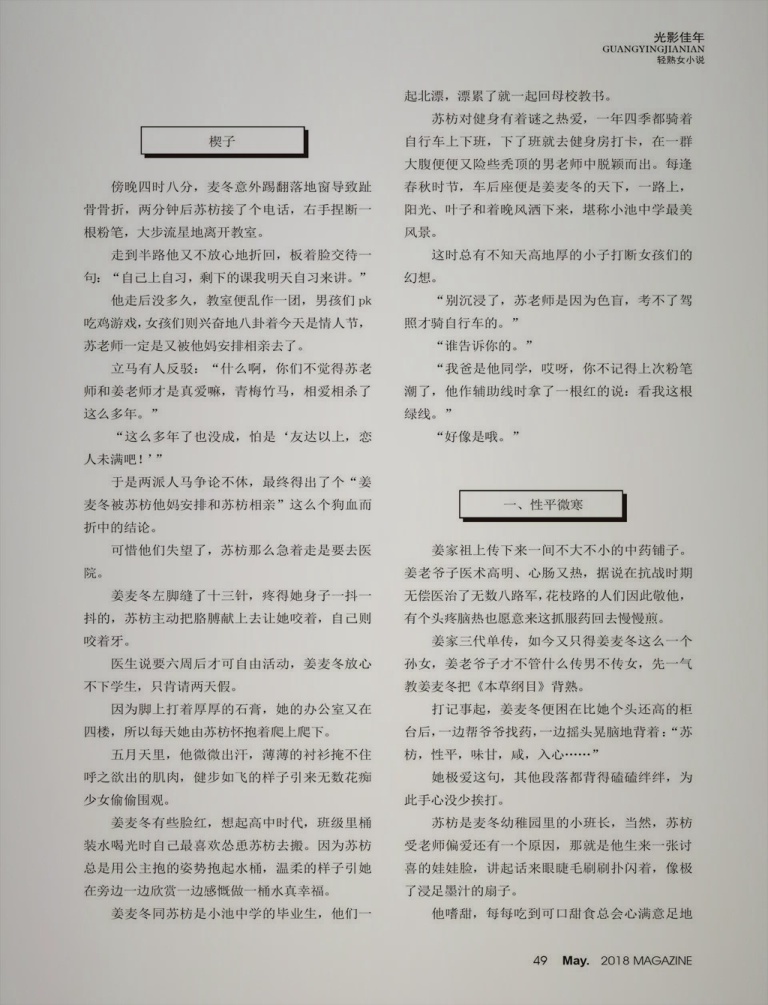 光影佳年
GUANGYINGJIANIAN
轻熟女小说
楔子
傍晚四时八分，麦冬意外踢翻落地窗导致趾
骨骨折，两分钟后苏枋接了个电话，右手捏断一
根粉笔，大步流星地离开教室。
走到半路他又不放心地折回，板着脸交待一
句：“自己上自习，剩下的课我明天自习来讲。”
他走后没多久，教室便乱作一团，男孩们 pk
吃鸡游戏，女孩们则兴奋地八卦着今天是情人节，
苏老师一定是又被他妈安排相亲去了。
立马有人反驳：“什么啊，你们不觉得苏老
师和姜老师才是真爱嘛，青梅竹马，相爱相杀了
这么多年。”
“这么多年了也没成，怕是‘友达以上，恋
人未满吧！’”
于是两派人马争论不休，最终得出了个“姜
麦冬被苏枋他妈安排和苏枋相亲”这么个狗血而
折中的结论。
可惜他们失望了，苏枋那么急着走是要去医
院。
姜麦冬左脚缝了十三针，疼得她身子一抖一
抖的，苏枋主动把胳膊献上去让她咬着，自己则
咬着牙。
医生说要六周后才可自由活动，姜麦冬放心
不下学生，只肯请两天假。
因为脚上打着厚厚的石膏，她的办公室又在
四楼，所以每天她由苏枋怀抱着爬上爬下。
五月天里，他微微出汗，薄薄的衬衫掩不住
呼之欲出的肌肉，健步如飞的样子引来无数花痴
少女偷偷围观。
姜麦冬有些脸红，想起高中时代，班级里桶
装水喝光时自己最喜欢怂恿苏枋去搬。因为苏枋
总是用公主抱的姿势抱起水桶，温柔的样子引她
在旁边一边欣赏一边感慨做一桶水真幸福。
姜麦冬同苏枋是小池中学的毕业生，他们一
起北漂，漂累了就一起回母校教书。
苏枋对健身有着谜之热爱，一年四季都骑着
自行车上下班，下了班就去健身房打卡，在一群
大腹便便又险些秃顶的男老师中脱颖而出。每逢
春秋时节，车后座便是姜麦冬的天下，一路上，
阳光、叶子和着晚风洒下来，堪称小池中学最美
风景。
这时总有不知天高地厚的小子打断女孩们的
幻想。
“别沉浸了，苏老师是因为色盲，考不了驾
照才骑自行车的。”
“谁告诉你的。”
“我爸是他同学，哎呀，你不记得上次粉笔
潮了，他作辅助线时拿了一根红的说：看我这根
绿线。”
“好像是哦。”
一、性平微寒
姜家祖上传下来一间不大不小的中药铺子。
姜老爷子医术高明、心肠又热，据说在抗战时期
无偿医治了无数八路军，花枝路的人们因此敬他，
有个头疼脑热也愿意来这抓服药回去慢慢煎。
姜家三代单传，如今又只得姜麦冬这么一个
孙女，姜老爷子才不管什么传男不传女，先一气
教姜麦冬把《本草纲目》背熟。
打记事起，姜麦冬便困在比她个头还高的柜
台后，一边帮爷爷找药，一边摇头晃脑地背着：“苏
枋，性平，味甘，咸，入心……”
她极爱这句，其他段落都背得磕磕绊绊，为
此手心没少挨打。
苏枋是麦冬幼稚园里的小班长，当然，苏枋
受老师偏爱还有一个原因，那就是他生来一张讨
喜的娃娃脸，讲起话来眼睫毛刷刷扑闪着，像极
了浸足墨汁的扇子。
他嗜甜，每每吃到可口甜食总会心满意足地
49 May. 2018 MAGAZINE